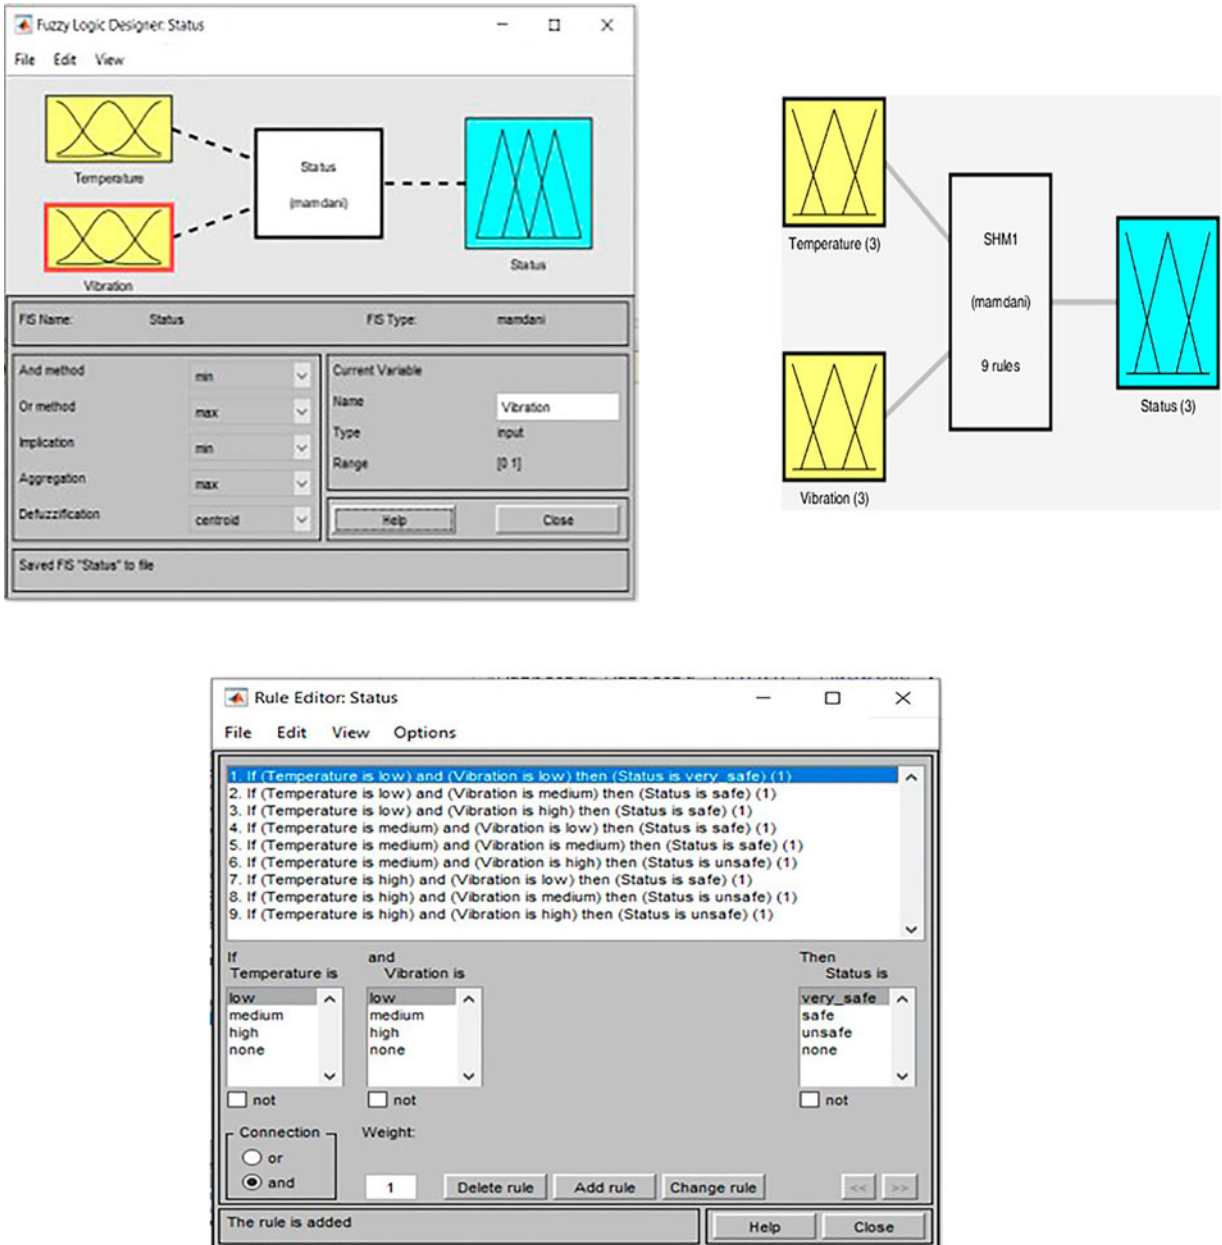 Fuzzy Logic Designer: Status
File Edit View
Temperature
Vibration
Status
(mamdani)
Status
FIS Name: Status FIS Type: mamdani
And method min
Or method max
Implication min
Aggregation max
Defuzzification centroid
Current Variable
Name Vibration
Type input
Range [0 1]
Help Close
Saved FIS "Status" to file
Temperature (3)
Vibration (3)
SHM1
(mamdani)
9 rules
Status (3)
Rule Editor: Status
File Edit View Options
1. If (Temperature is low) and (Vibration is low) then (Status is very_safe) (1)
2. If (Temperature is low) and (Vibration is medium) then (Status is safe) (1)
3. If (Temperature is low) and (Vibration is high) then (Status is safe) (1)
4. If (Temperature is medium) and (Vibration is low) then (Status is safe) (1)
5. If (Temperature is medium) and (Vibration is medium) then (Status is safe) (1)
6. If (Temperature is medium) and (Vibration is high) then (Status is unsafe) (1)
7. If (Temperature is high) and (Vibration is low) then (Status is safe) (1)
8. If (Temperature is high) and (Vibration is medium) then (Status is unsafe) (1)
9. If (Temperature is high) and (Vibration is high) then (Status is unsafe) (1)
If and Then
Temperature is Vibration is Status is
low low very_safe
medium medium safe
high high unsafe
none none none
not not not
Connection Weight:
or
and 1 Delete rule Add rule Change rule << >>
The rule is added Help Close